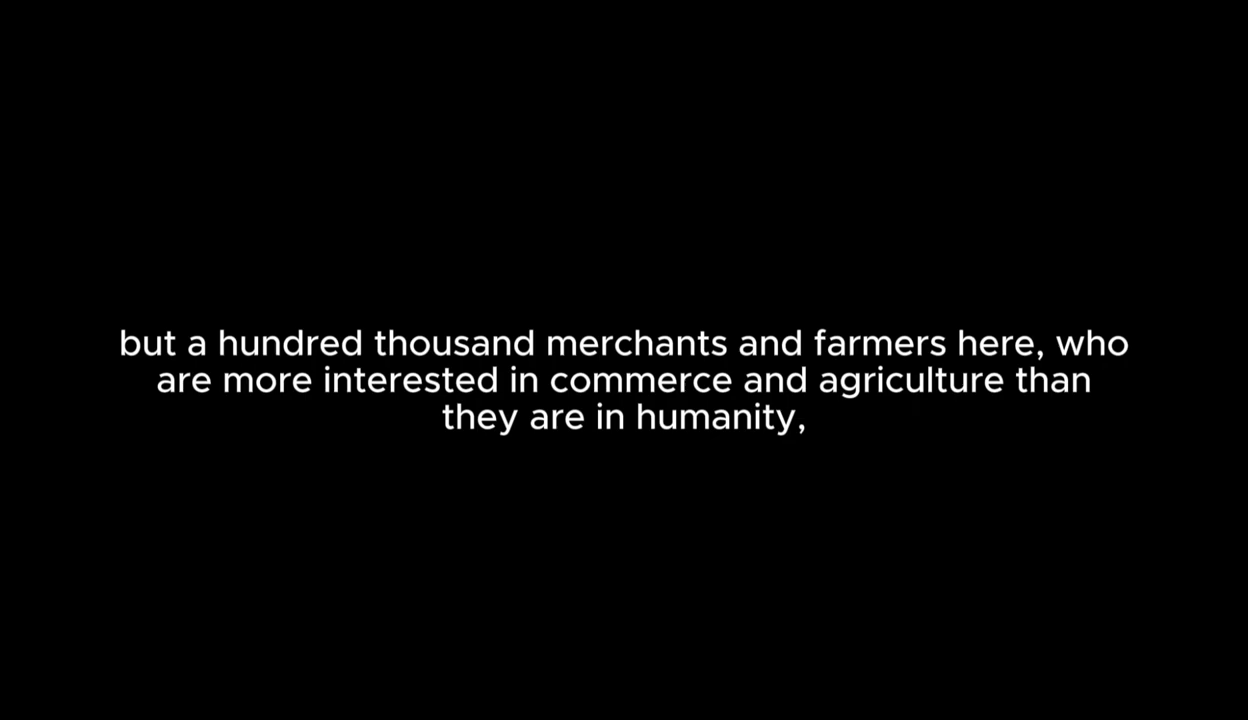 but a hundred thousand merchants and farmers here, who
are more interested in commerce and agriculture than
they are in humanity,